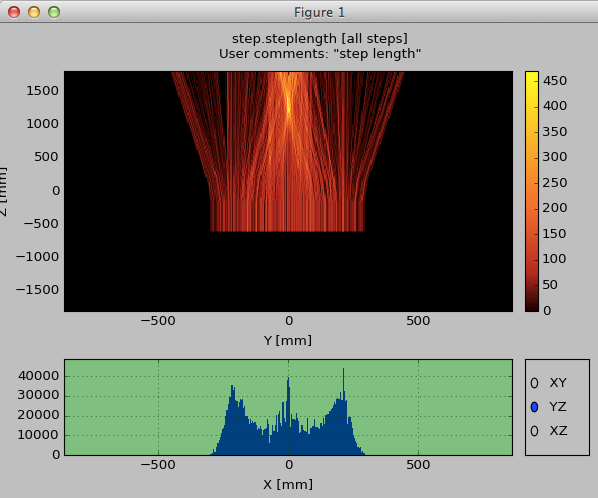 Figure 1
step.steplength [all steps]
User comments: "step length"
Z [mm]
1500
1000
500
0
−500
−1000
−1500
−500 0 500
Y [mm]
450
400
350
300
250
200
150
100
50
0
40000
30000
20000
10000
0
−500 0 500
X [mm]
XY
YZ
XZ